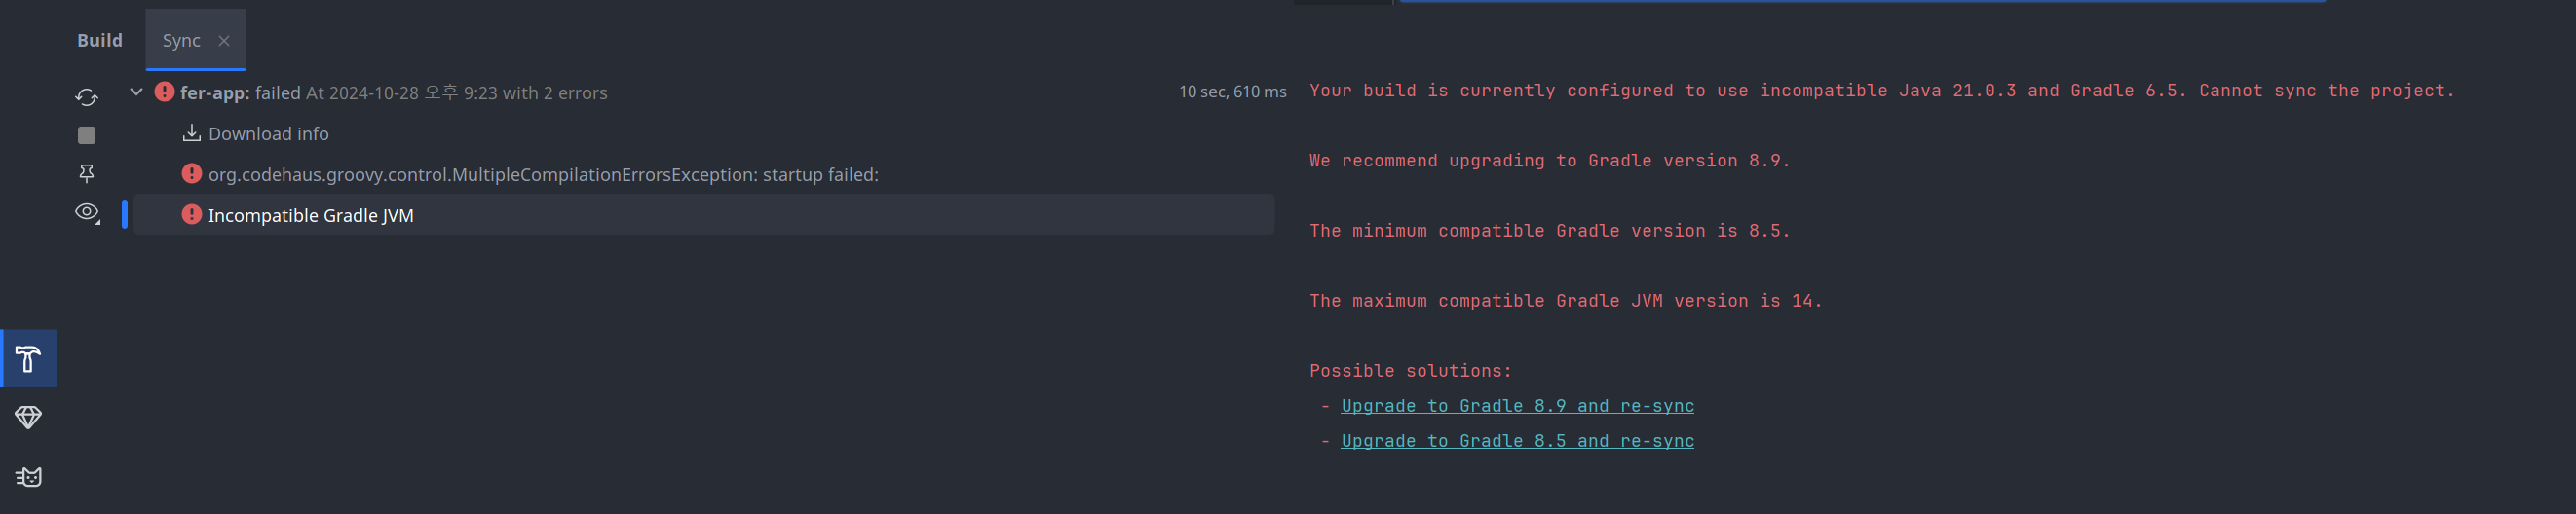 Build
Sync
fer-app: failed At 2024-10-28 오후 9:23 with 2 errors
10 sec, 610 ms
Download info
org.codehaus.groovy.control.MultipleCompilationErrorsException: startup failed:
Incompatible Gradle JVM
Your build is currently configured to use incompatible Java 21.0.3 and Gradle 6.5. Cannot sync the project.
We recommend upgrading to Gradle version 8.9.
The minimum compatible Gradle version is 8.5.
The maximum compatible Gradle JVM version is 14.
Possible solutions:
- Upgrade to Gradle 8.9 and re-sync
- Upgrade to Gradle 8.5 and re-sync